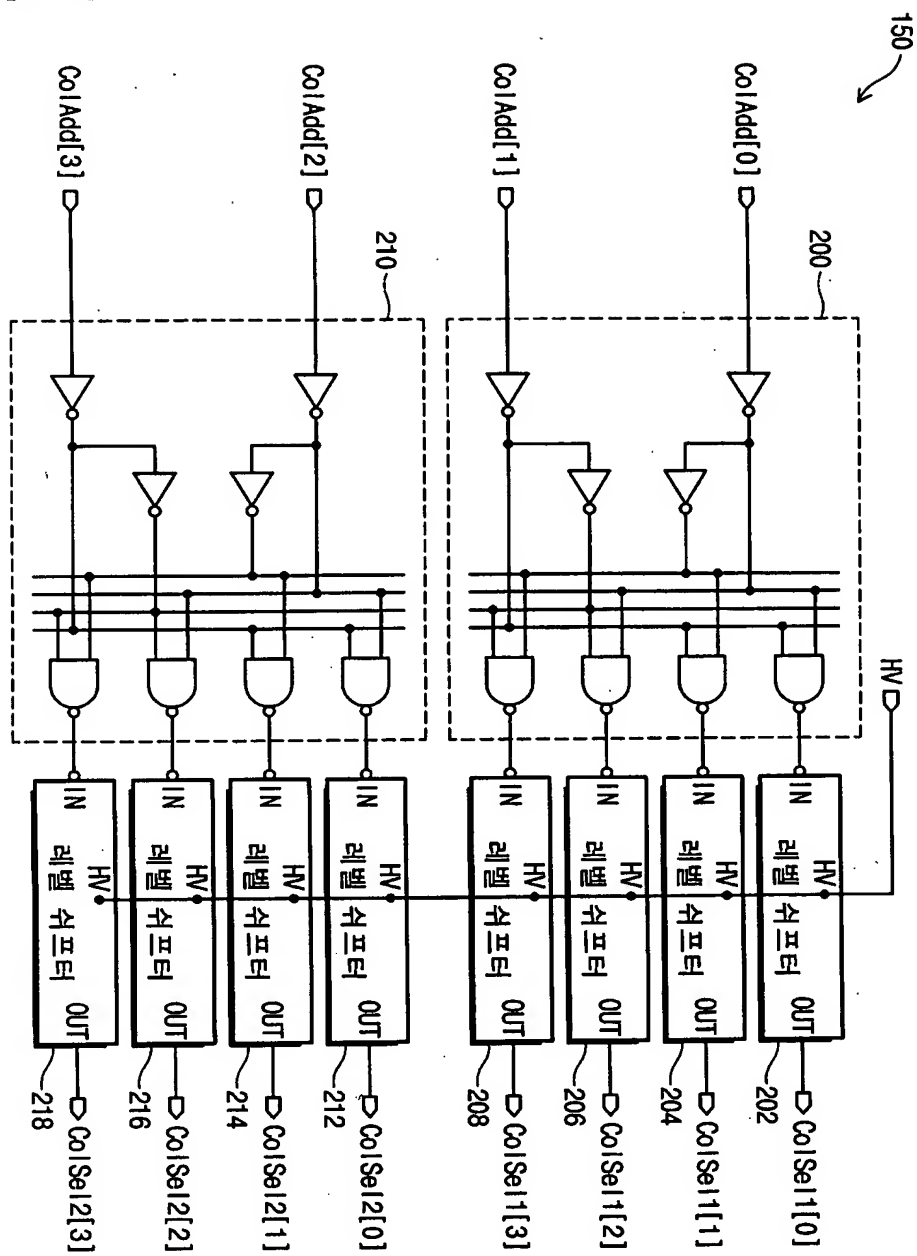 150
ColAdd[0]
ColAdd[1]
ColAdd[2]
ColAdd[3]
200
210
HV
IN HV 레벨 쉬프터 OUT
202
ColSel1[0]
IN HV 레벨 쉬프터 OUT
204
ColSel1[1]
IN HV 레벨 쉬프터 OUT
206
ColSel1[2]
IN HV 레벨 쉬프터 OUT
208
ColSel1[3]
IN HV 레벨 쉬프터 OUT
212
ColSel2[0]
IN HV 레벨 쉬프터 OUT
214
ColSel2[1]
IN HV 레벨 쉬프터 OUT
216
ColSel2[2]
IN HV 레벨 쉬프터 OUT
218
ColSel2[3]